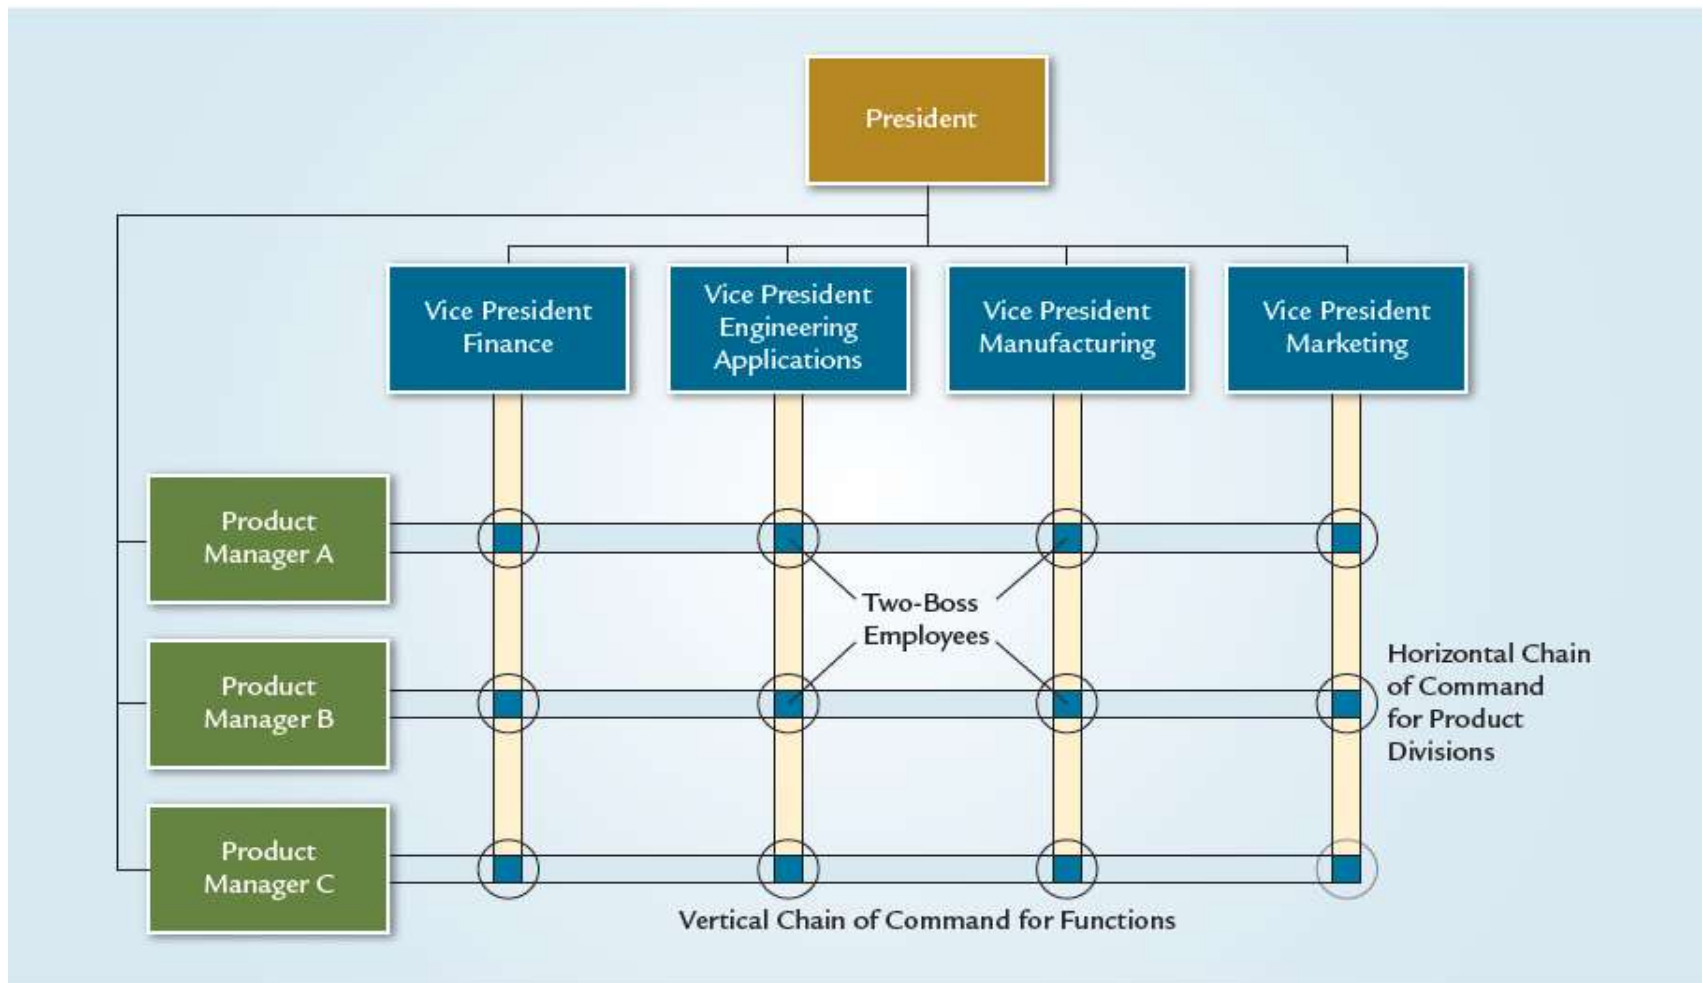 President
Vice President
Finance
Vice President
Engineering
Applications
Vice President
Manufacturing
Vice President
Marketing
Product
Manager A
Two-Boss
Employees
Product
Manager B
Horizontal Chain
of Command
for Product
Divisions
Product
Manager C
Vertical Chain of Command for Functions